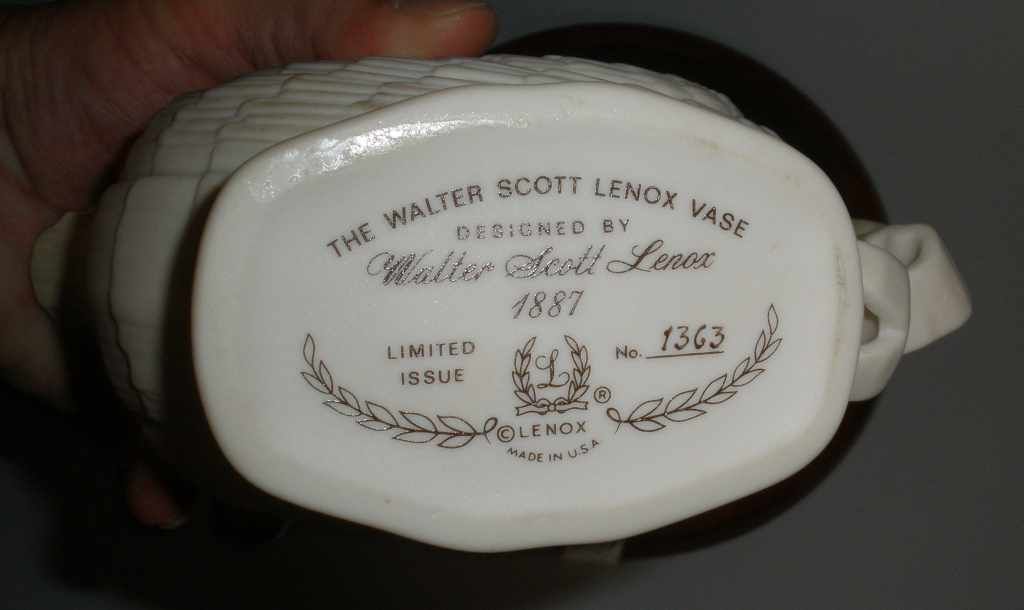 THE WALTER SCOTT LENOX VASE
DESIGNED BY
Walter Scott Lenox
1887
LIMITED
ISSUE
L
®
No. 1363
©LENOX
MADE IN U.S.A